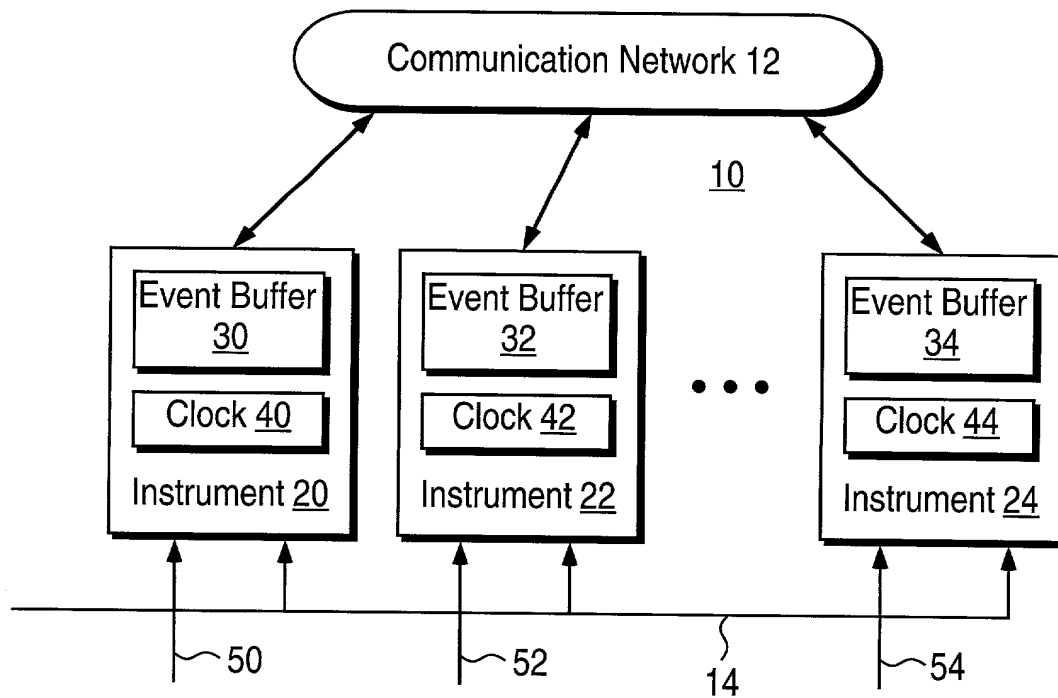 Communication Network 12
10
Event Buffer
30
Clock 40
Instrument 20
Event Buffer
32
Clock 42
Instrument 22
Event Buffer
34
Clock 44
Instrument 24
50
52
14
54